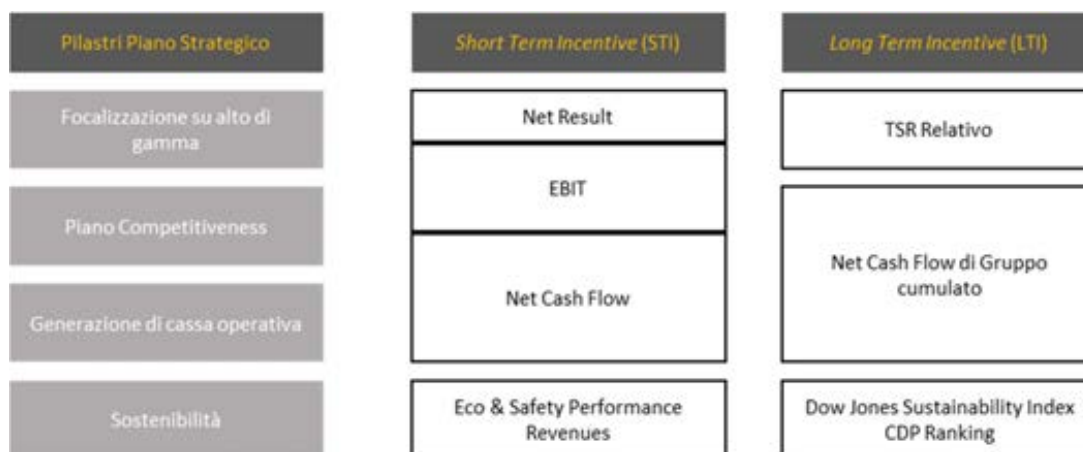 Pilastri Piano Strategico
Focalizzazione su alto di
gamma
Piano Competitiveness
Generazione di cassa operativa
Sostenibilità
Short Term Incentive (STI)
Net Result
EBIT
Net Cash Flow
Eco & Safety Performance
Revenues
Long Term Incentive (LTI)
TSR Relativo
Net Cash Flow di Gruppo
cumulato
Dow Jones Sustainability Index
CDP Ranking